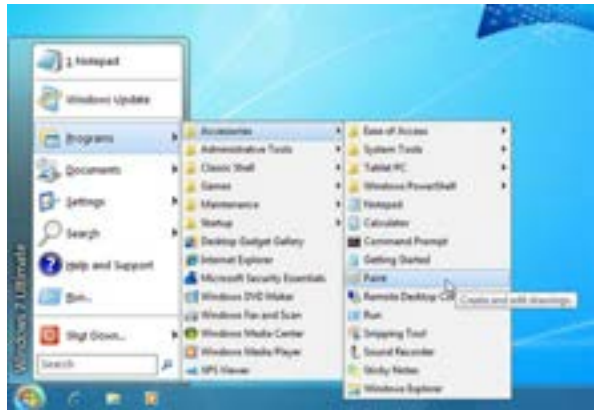 Windows 7 Ultimate
1 Notepad
Windows Update
Programs
Documents
Settings
Search
Help and Support
Run...
Shut Down...
Search
Accessories
Administrative Tools
Classic Shell
Games
Maintenance
Startup
Desktop Gadget Gallery
Internet Explorer
Microsoft Security Essentials
Windows DVD Maker
Windows Fax and Scan
Windows Media Center
Windows Media Player
XPS Viewer
Ease of Access
System Tools
Tablet PC
Windows PowerShell
Notepad
Calculator
Command Prompt
Getting Started
Paint
Remote Desktop
Create and edit drawings.
Run
Snipping Tool
Sound Recorder
Sticky Notes
Windows Explorer